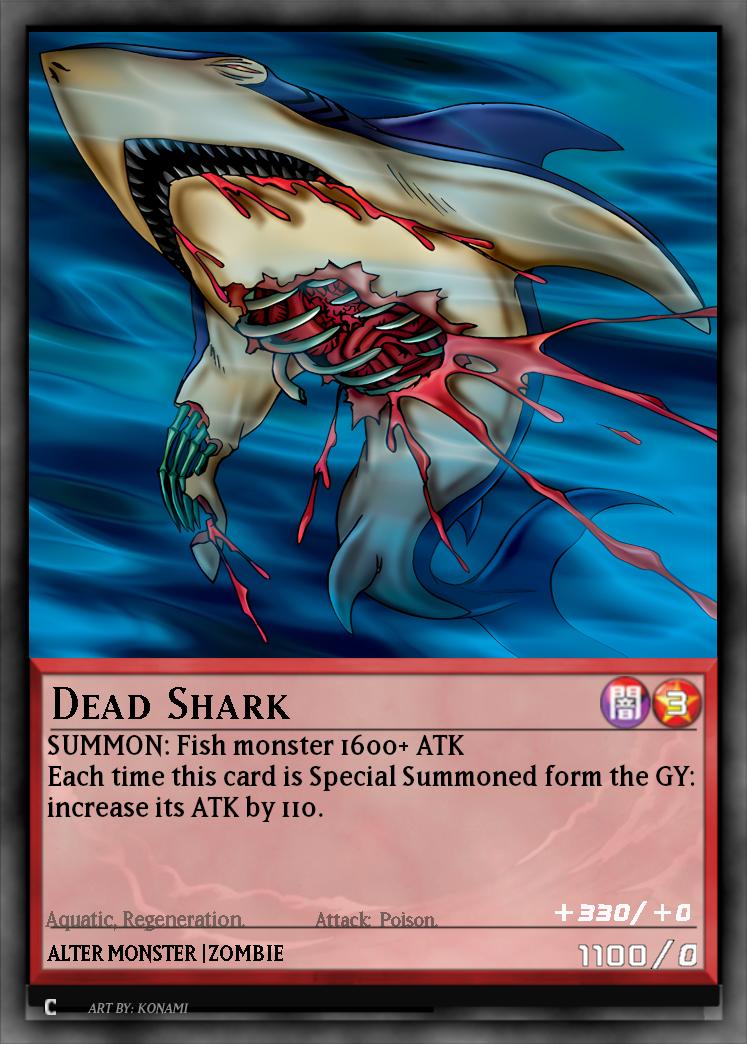 Dead Shark 闇 3
SUMMON: Fish monster 1600+ ATK
Each time this card is Special Summoned form the GY:
increase its ATK by 110.
Aquatic, Regeneration. Attack: Poison. +330/+0
ALTER MONSTER | ZOMBIE 1100/0
C ART BY: KONAMI